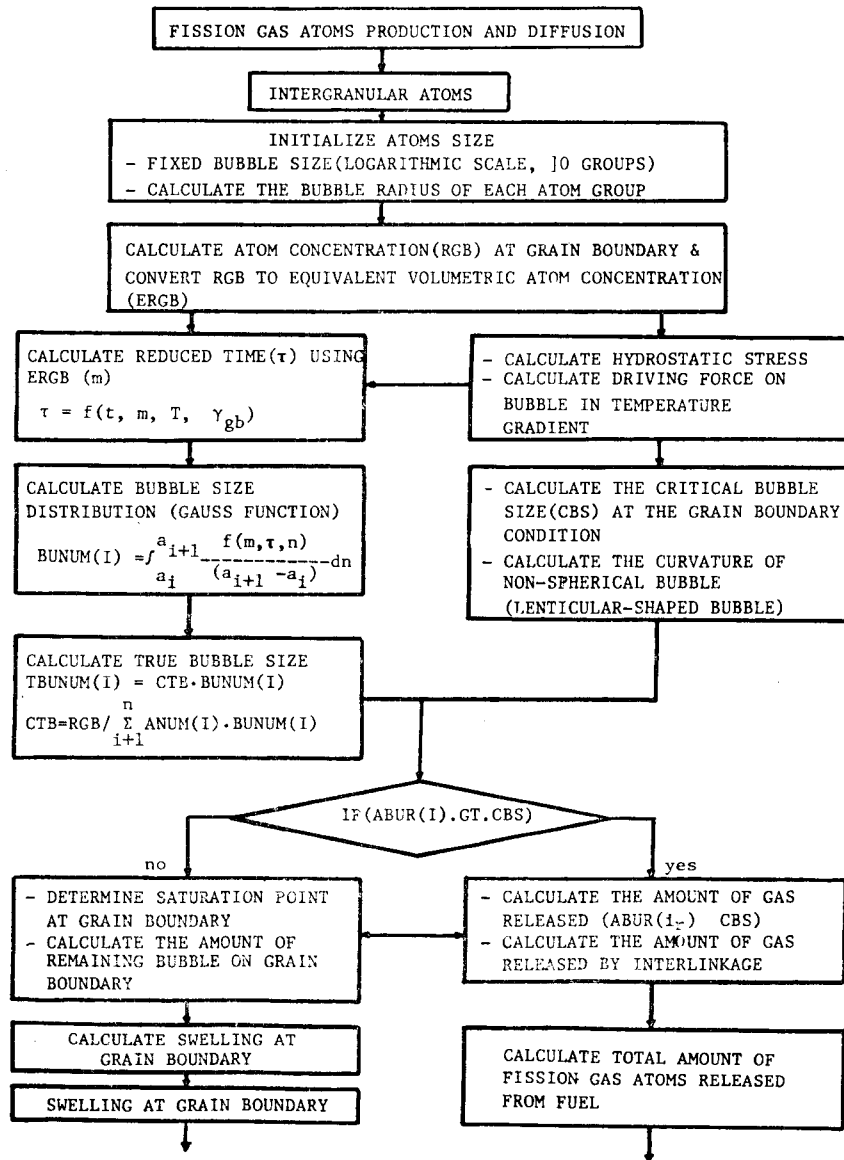 FISSION GAS ATOMS PRODUCTION AND DIFFUSION
INTERGRANULAR ATOMS
INITIALIZE ATOMS SIZE
- FIXED BUBBLE SIZE(LOGARITHMIC SCALE, ]0 GROUPS)
- CALCULATE THE BUBBLE RADIUS OF EACH ATOM GROUP
CALCULATE ATOM CONCENTRATION(RGB) AT GRAIN BOUNDARY &
CONVERT RGB TO EQUIVALENT VOLUMETRIC ATOM CONCENTRATION
(ERGB)
CALCULATE REDUCED TIME(τ) USING
ERGB (m)
τ = f(t, m, T, γgb)
- CALCULATE HYDROSTATIC STRESS
- CALCULATE DRIVING FORCE ON
BUBBLE IN TEMPERATURE
GRADIENT
CALCULATE BUBBLE SIZE
DISTRIBUTION (GAUSS FUNCTION)
BUNUM(I) =∫ai^ai+1 f(m,τ,n)/(ai+1 -ai) dn
- CALCULATE THE CRITICAL BUBBLE
SIZE(CBS) AT THE GRAIN BOUNDARY
CONDITION
- CALCULATE THE CURVATURE OF
NON-SPHERICAL BUBBLE
(LENTICULAR-SHAPED BUBBLE)
CALCULATE TRUE BUBBLE SIZE
TBUNUM(I) = CTE.BUNUM(I)
n
CTB=RGB/ Σ ANUM(I).BUNUM(I)
i+1
IF(ABUR(I).GT.CBS)
no
yes
- DETERMINE SATURATION POINT
AT GRAIN BOUNDARY
- CALCULATE THE AMOUNT OF
REMAINING BUBBLE ON GRAIN
BOUNDARY
- CALCULATE THE AMOUNT OF GAS
RELEASED (ABUR(i) CBS)
- CALCULATE THE AMOUNT OF GAS
RELEASED BY INTERLINKAGE
CALCULATE SWELLING AT
GRAIN BOUNDARY
SWELLING AT GRAIN BOUNDARY
CALCULATE TOTAL AMOUNT OF
FISSION GAS ATOMS RELEASED
FROM FUEL